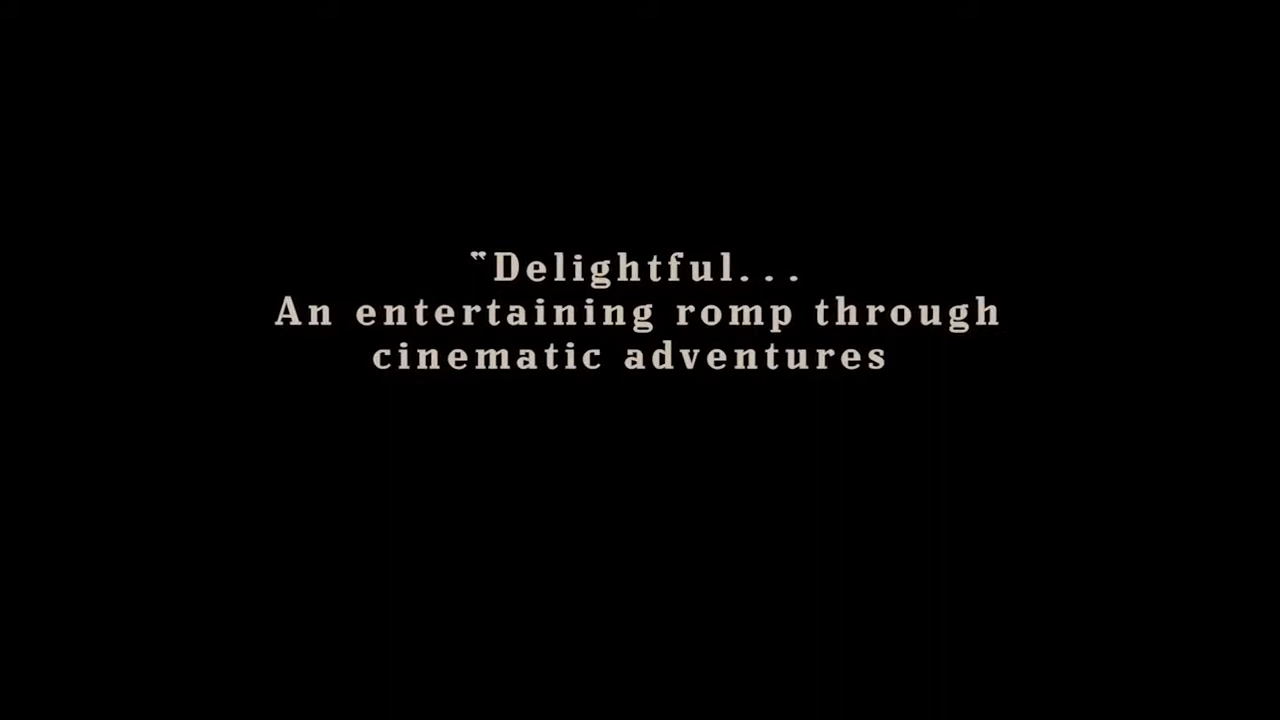 ‟Delightful...
An entertaining romp through
cinematic adventures